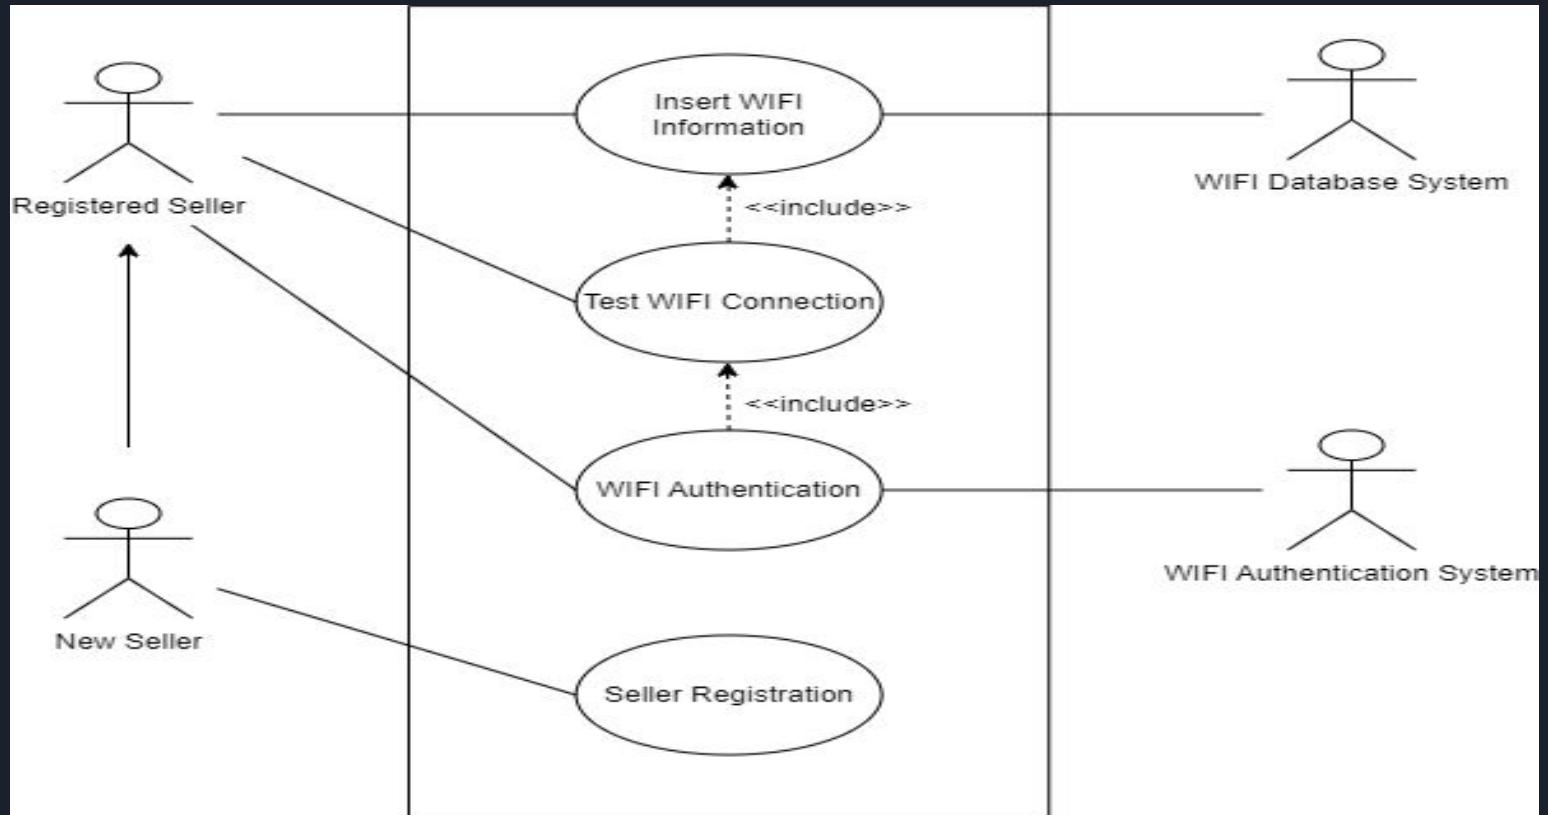 Insert WIFI
Information
WIFI Database System
Registered Seller
<<include>>
Test WIFI Connection
<<include>>
WIFI Authentication
WIFI Authentication System
New Seller
Seller Registration